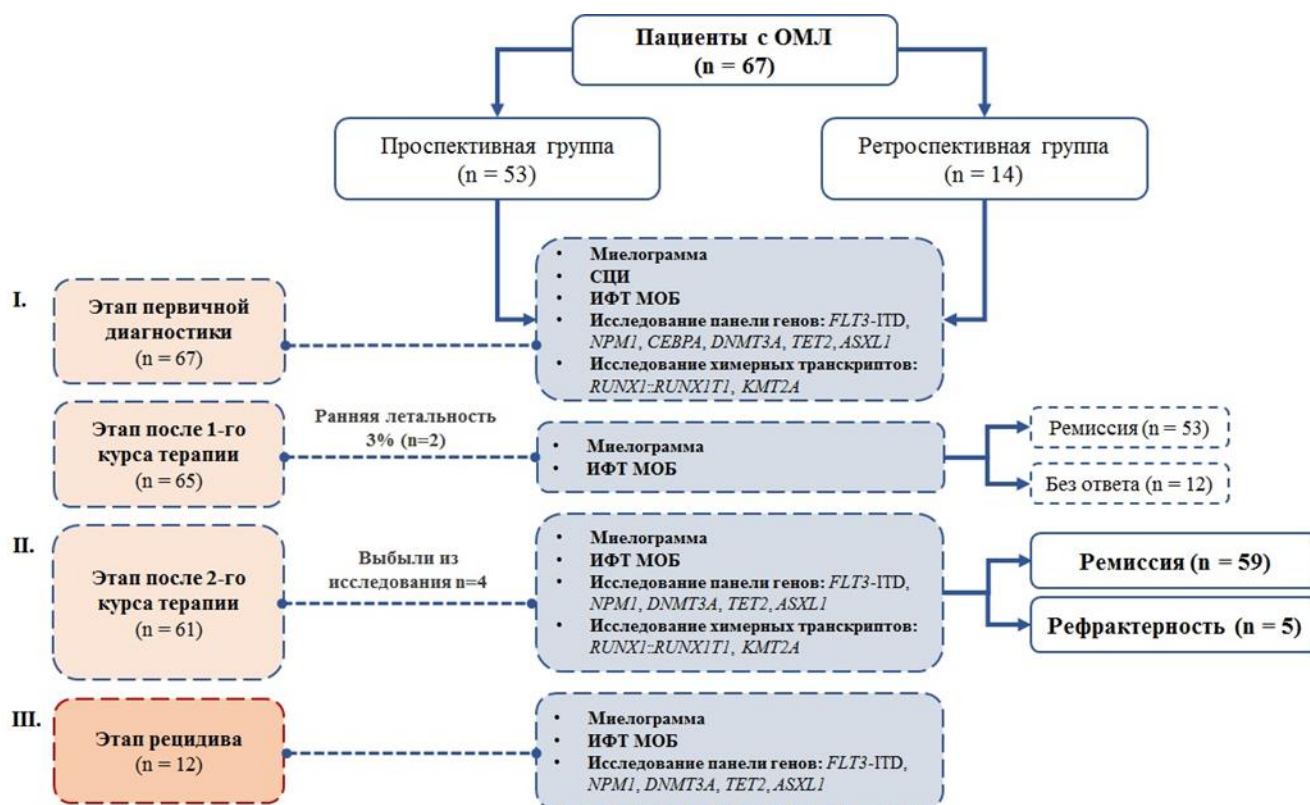 Пациенты с ОМЛ
(n = 67)
Проспективная группа
(n = 53)
Ретроспективная группа
(n = 14)
I.
Этап первичной
диагностики
(n = 67)
• Миелограмма
• СЦИ
• ИФТ МОБ
• Исследование панели генов: FLT3-ITD,
NPM1, CEBPA, DNMT3A, TET2, ASXL1
• Исследование химерных транскриптов:
RUNX1::RUNX1T1, KMT2A
Этап после 1-го
курса терапии
(n = 65)
Ранняя летальность
3% (n=2)
• Миелограмма
• ИФТ МОБ
Ремиссия (n = 53)
Без ответа (n = 12)
II.
Этап после 2-го
курса терапии
(n = 61)
Выбыли из
исследования n=4
• Миелограмма
• ИФТ МОБ
• Исследование панели генов: FLT3-ITD,
NPM1, DNMT3A, TET2, ASXL1
• Исследование химерных транскриптов:
RUNX1::RUNX1T1, KMT2A
Ремиссия (n = 59)
Рефрактерность (n = 5)
III.
Этап рецидива
(n = 12)
• Миелограмма
• ИФТ МОБ
• Исследование панели генов: FLT3-ITD,
NPM1, DNMT3A, TET2, ASXL1